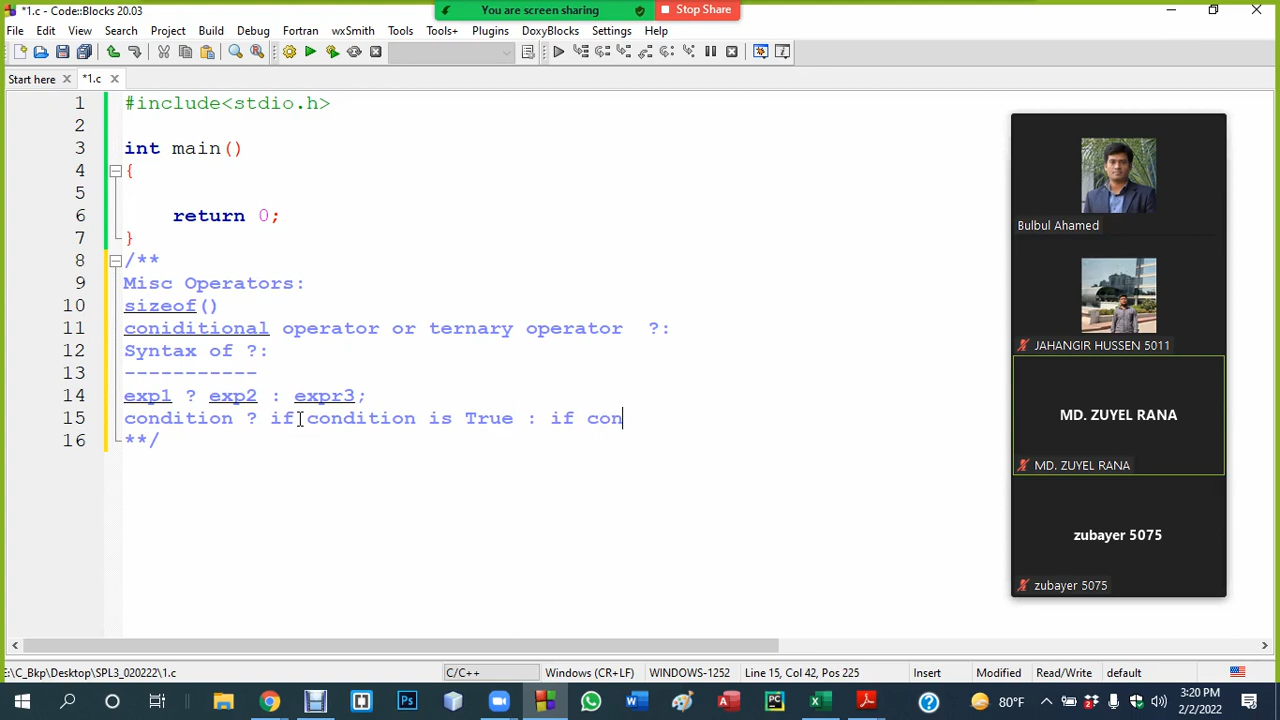 *1.c - Code::Blocks 20.03
You are screen sharing
Stop Share
File Edit View Search Project Build Debug Fortran wxSmith Tools Tools+ Plugins DoxyBlocks Settings Help
Start here
*1.c
1 #include<stdio.h>
2
3 int main()
4 {
5
6 return 0;
7 }
8 /**
9 Misc Operators:
10 sizeof()
11 coniditional operator or ternary operator ?:
12 Syntax of ?:
13 -----------
14 exp1 ? exp2 : expr3;
15 condition ? if condition is True : if con
16 **/
Bulbul Ahamed
JAHANGIR HUSSEN 5011
MD. ZUYEL RANA
MD. ZUYEL RANA
zubayer 5075
zubayer 5075
:\C_Bkp\Desktop\SPL3_020222\1.c C/C++ Windows (CR+LF) WINDOWS-1252 Line 15, Col 42, Pos 225 Insert Modified Read/Write default
80°F
3:20 PM
2/2/2022